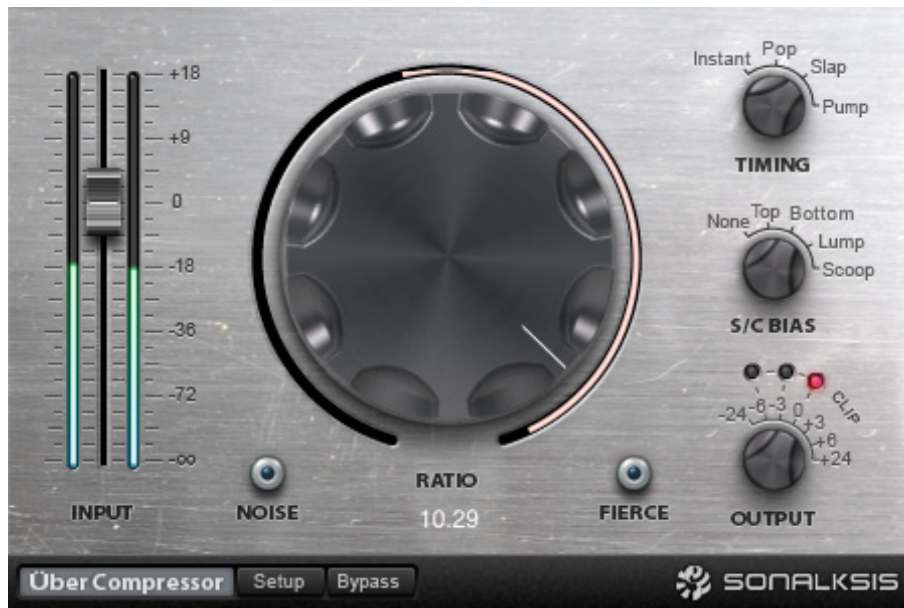 +18
+9
0
-18
-36
-72
-∞
INPUT
NOISE
RATIO
10.29
FIERCE
Instant
Pop
Slap
Pump
TIMING
None
Top
Bottom
Lump
Scoop
S/C BIAS
CLIP
-24
-6
-3
0
+3
+6
+24
OUTPUT
Über Compressor
Setup
Bypass
SONALKSIS